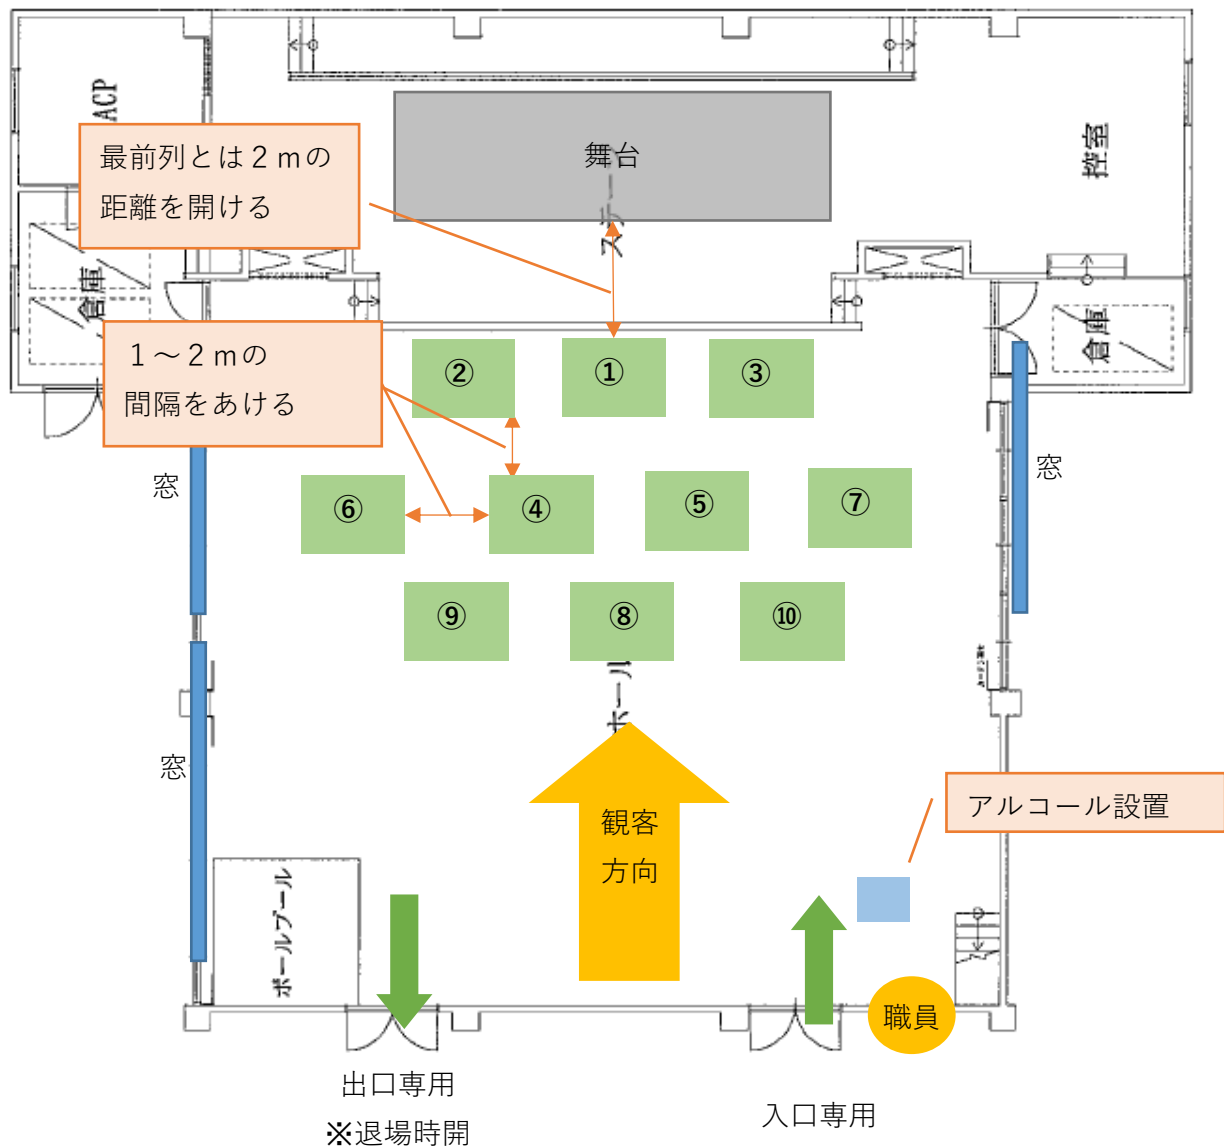 ACP
舞台
ステージ
控室
最前列とは２ｍの
距離を開ける
倉庫
倉庫
１～２ｍの
間隔をあける
②
①
③
窓
窓
⑥
④
⑤
⑦
⑨
⑧
⑩
ホール
窓
観客
方向
アルコール設置
ボールプール
職員
出口専用
※退場時開
入口専用